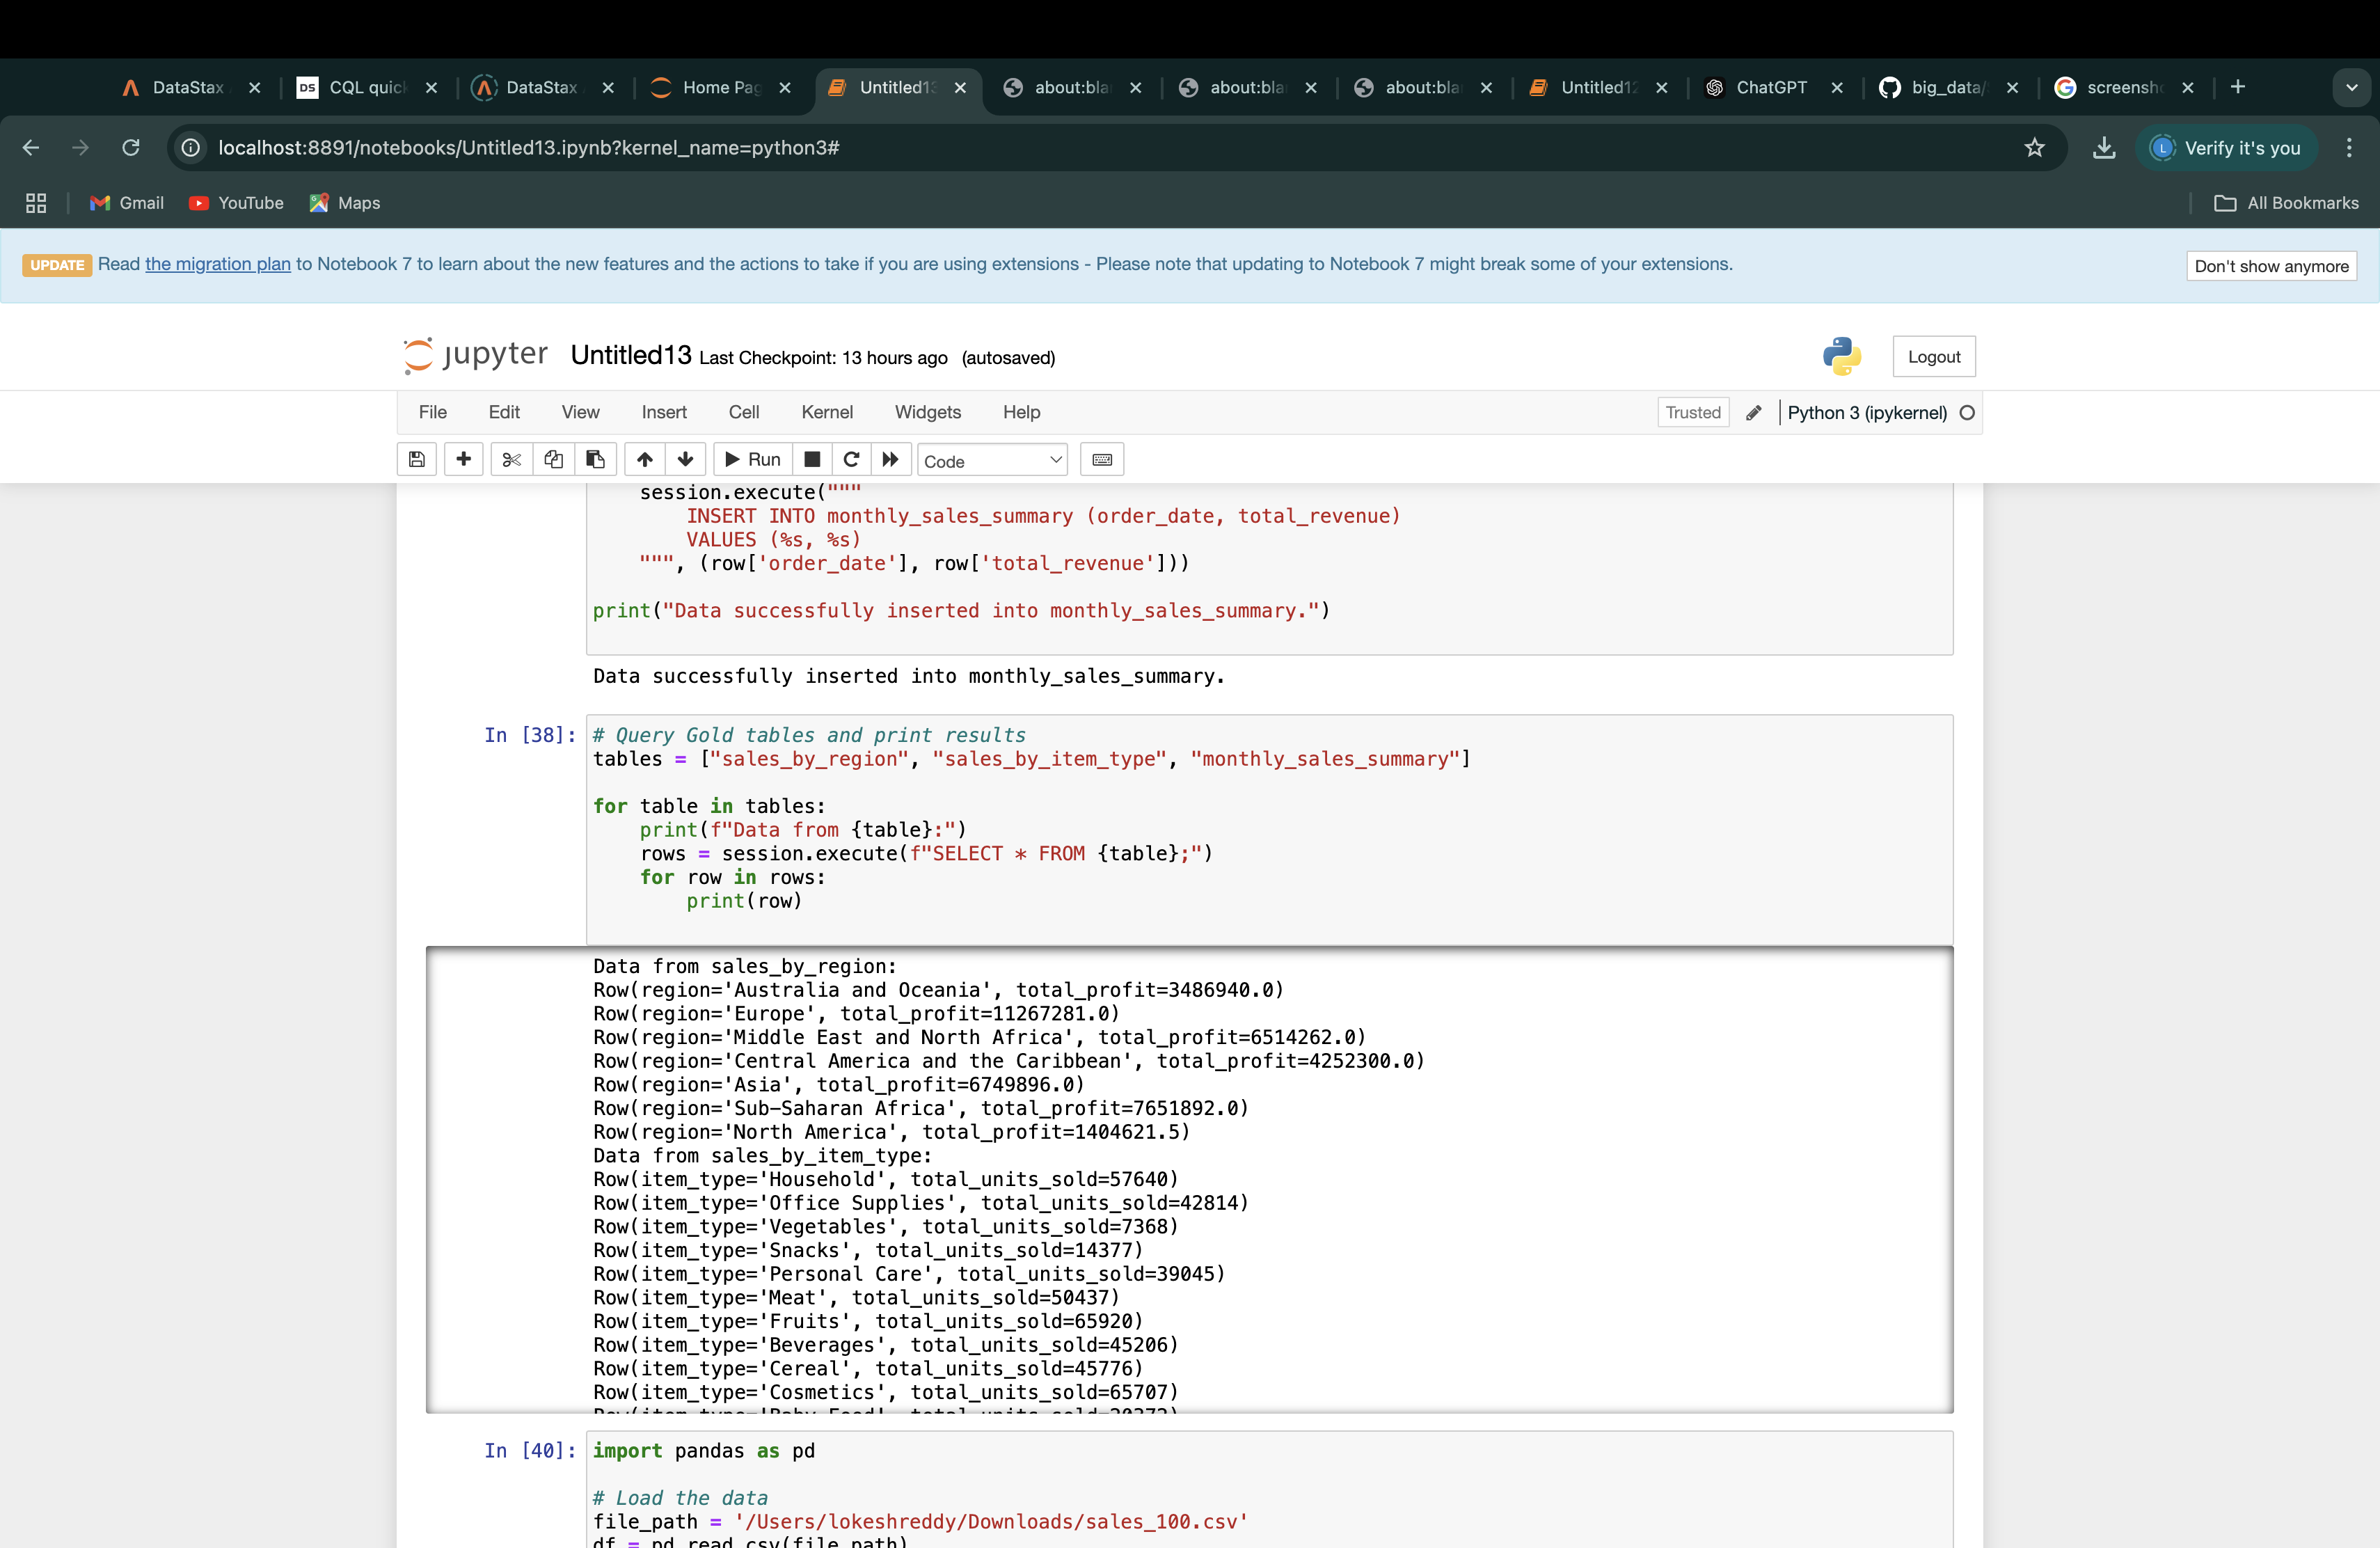 DataStax
CQL quic
DataStax
Home Pag
Untitled13
about:bla
about:bla
about:bla
Untitled12
ChatGPT
big_data/
screensh
localhost:8891/notebooks/Untitled13.ipynb?kernel_name=python3#
L Verify it's you
Gmail
YouTube
Maps
All Bookmarks
UPDATE Read the migration plan to Notebook 7 to learn about the new features and the actions to take if you are using extensions - Please note that updating to Notebook 7 might break some of your extensions.
Don't show anymore
jupyter Untitled13 Last Checkpoint: 13 hours ago (autosaved)
Logout
File Edit View Insert Cell Kernel Widgets Help
Trusted
Python 3 (ipykernel)
Run
Code
session.execute("""
INSERT INTO monthly_sales_summary (order_date, total_revenue)
VALUES (%s, %s)
""", (row['order_date'], row['total_revenue']))
print("Data successfully inserted into monthly_sales_summary.")
Data successfully inserted into monthly_sales_summary.
In [38]: # Query Gold tables and print results
tables = ["sales_by_region", "sales_by_item_type", "monthly_sales_summary"]
for table in tables:
print(f"Data from {table}:")
rows = session.execute(f"SELECT * FROM {table};")
for row in rows:
print(row)
Data from sales_by_region:
Row(region='Australia and Oceania', total_profit=3486940.0)
Row(region='Europe', total_profit=11267281.0)
Row(region='Middle East and North Africa', total_profit=6514262.0)
Row(region='Central America and the Caribbean', total_profit=4252300.0)
Row(region='Asia', total_profit=6749896.0)
Row(region='Sub-Saharan Africa', total_profit=7651892.0)
Row(region='North America', total_profit=1404621.5)
Data from sales_by_item_type:
Row(item_type='Household', total_units_sold=57640)
Row(item_type='Office Supplies', total_units_sold=42814)
Row(item_type='Vegetables', total_units_sold=7368)
Row(item_type='Snacks', total_units_sold=14377)
Row(item_type='Personal Care', total_units_sold=39045)
Row(item_type='Meat', total_units_sold=50437)
Row(item_type='Fruits', total_units_sold=65920)
Row(item_type='Beverages', total_units_sold=45206)
Row(item_type='Cereal', total_units_sold=45776)
Row(item_type='Cosmetics', total_units_sold=65707)
In [40]: import pandas as pd
# Load the data
file_path = '/Users/lokeshreddy/Downloads/sales_100.csv'
df = pd.read_csv(file_path)